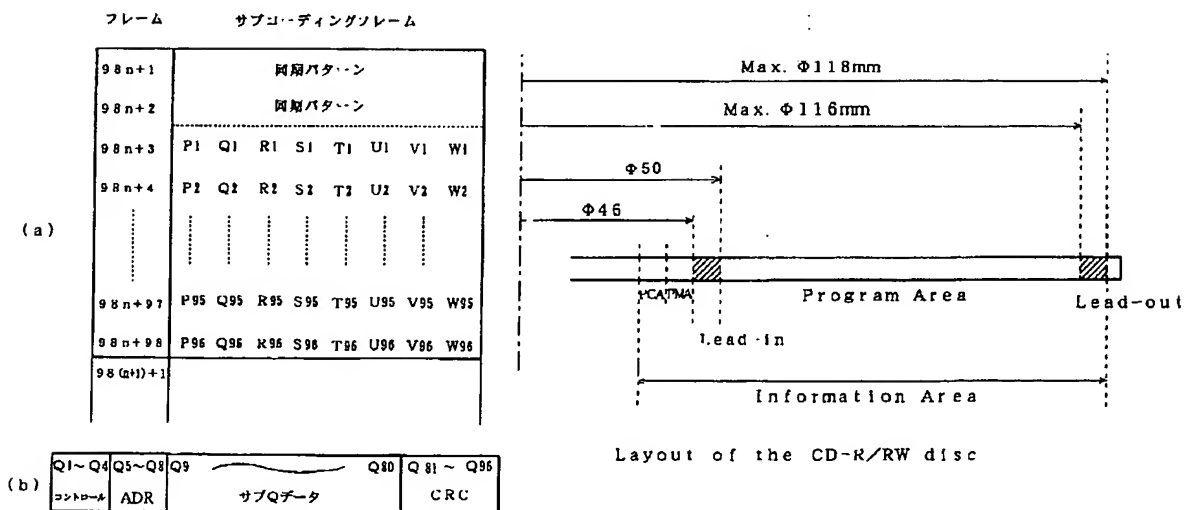 フレーム サブコーディングフレーム
98n+1 同期パターン
98n+2 同期パターン
98n+3 P1 Q1 R1 S1 T1 U1 V1 W1
98n+4 P2 Q2 R2 S2 T2 U2 V2 W2
(a)
98n+97 P95 Q95 R95 S95 T95 U95 V95 W95
98n+98 P96 Q96 R96 S96 T96 U96 V96 W96
98(n+1)+1
(b)
Q1~Q4 Q5~Q8 Q9 Q80 Q81 ~ Q96
コントロール ADR サブQデータ CRC
Max. Φ118mm
Max. Φ116mm
Φ50
Φ46
PCA PMA Program Area Lead-out
Lead-in
Information Area
Layout of the CD-R/RW disc